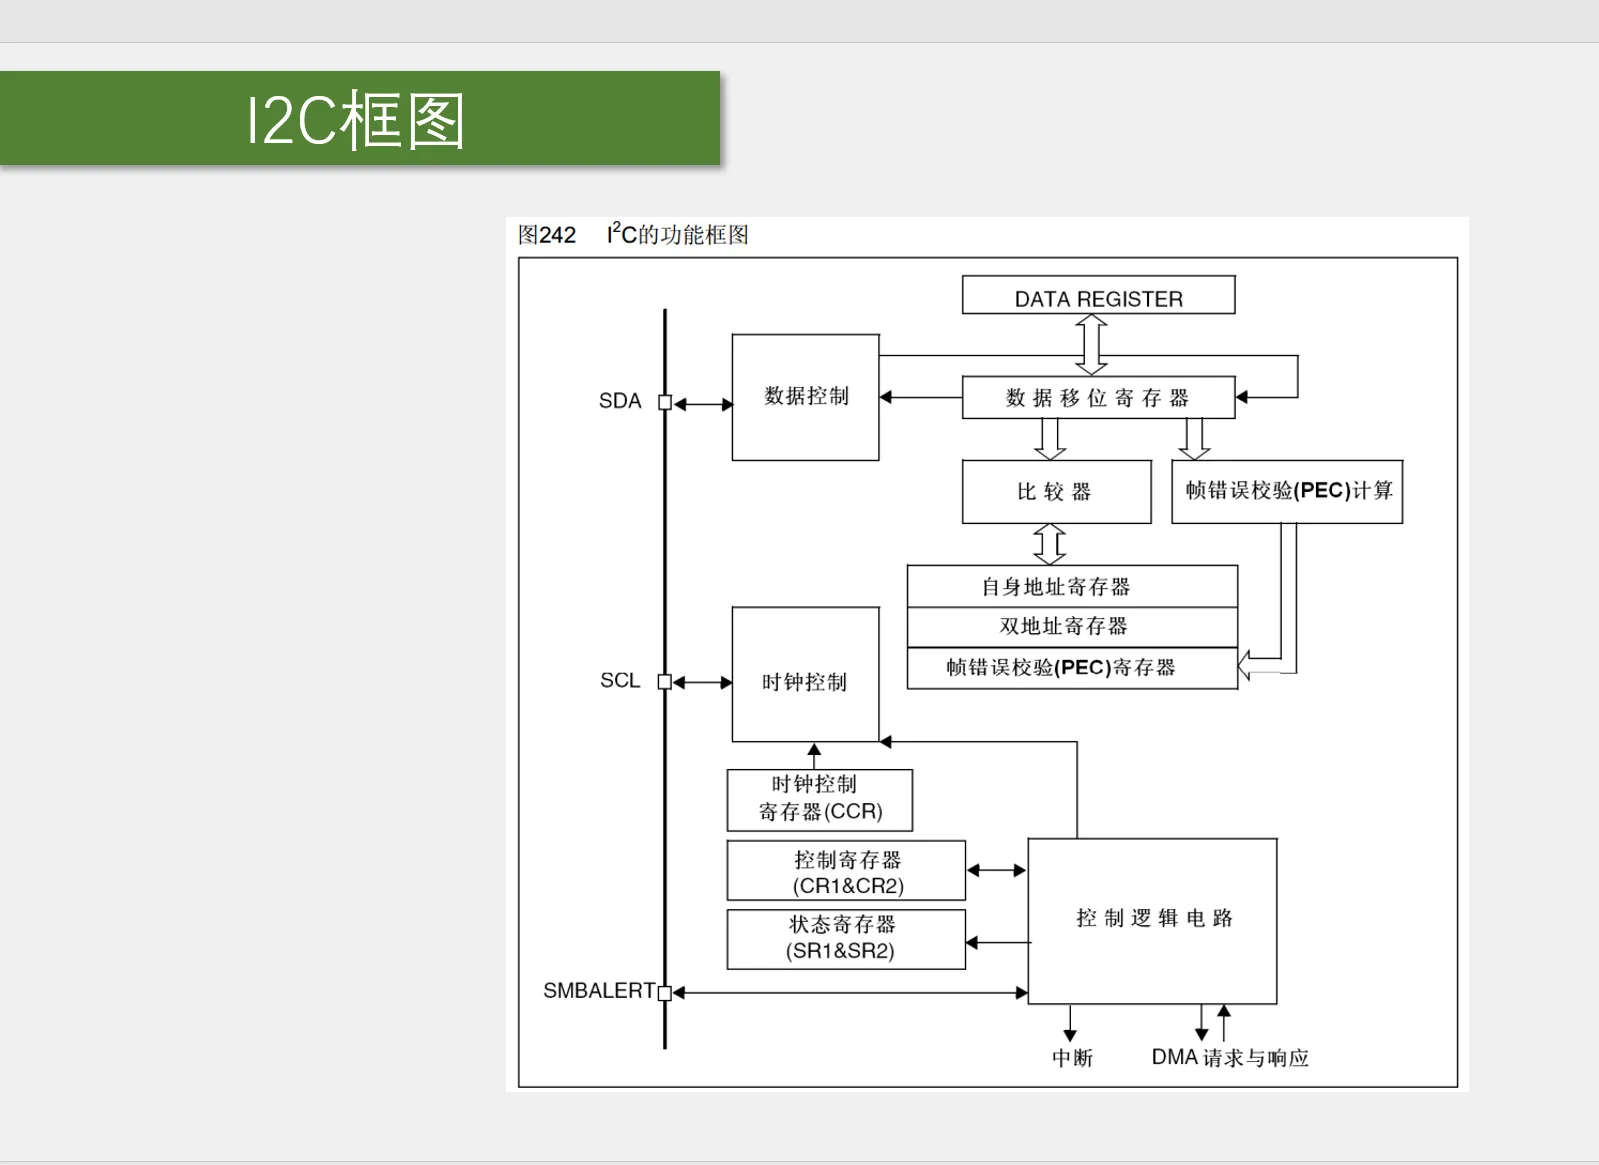 I2C框图
图242 I²C的功能框图
DATA REGISTER
数据控制
数据移位寄存器
SDA
比较器
帧错误校验(PEC)计算
自身地址寄存器
双地址寄存器
帧错误校验(PEC)寄存器
SCL
时钟控制
时钟控制
寄存器(CCR)
控制寄存器
(CR1&CR2)
控制逻辑电路
状态寄存器
(SR1&SR2)
SMBALERT
中断
DMA 请求与响应